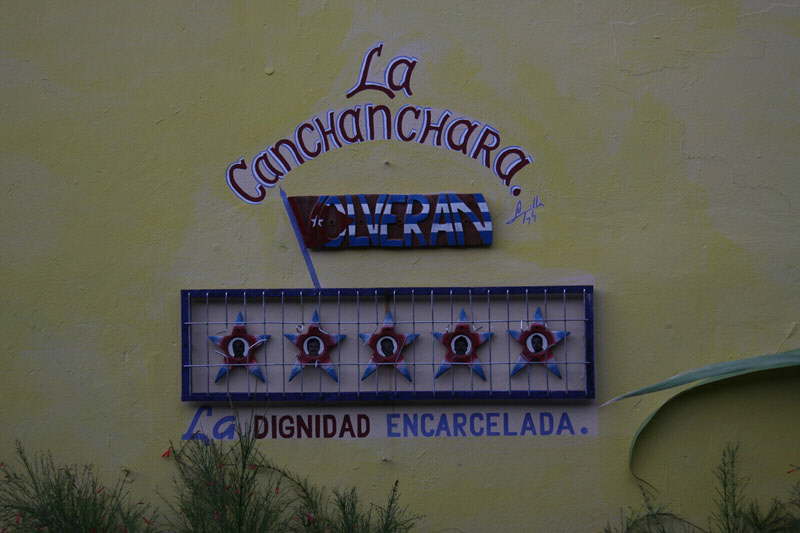 La
CancHancHara.
VOLVERAN
La DIGNIDAD ENCARCELADA.